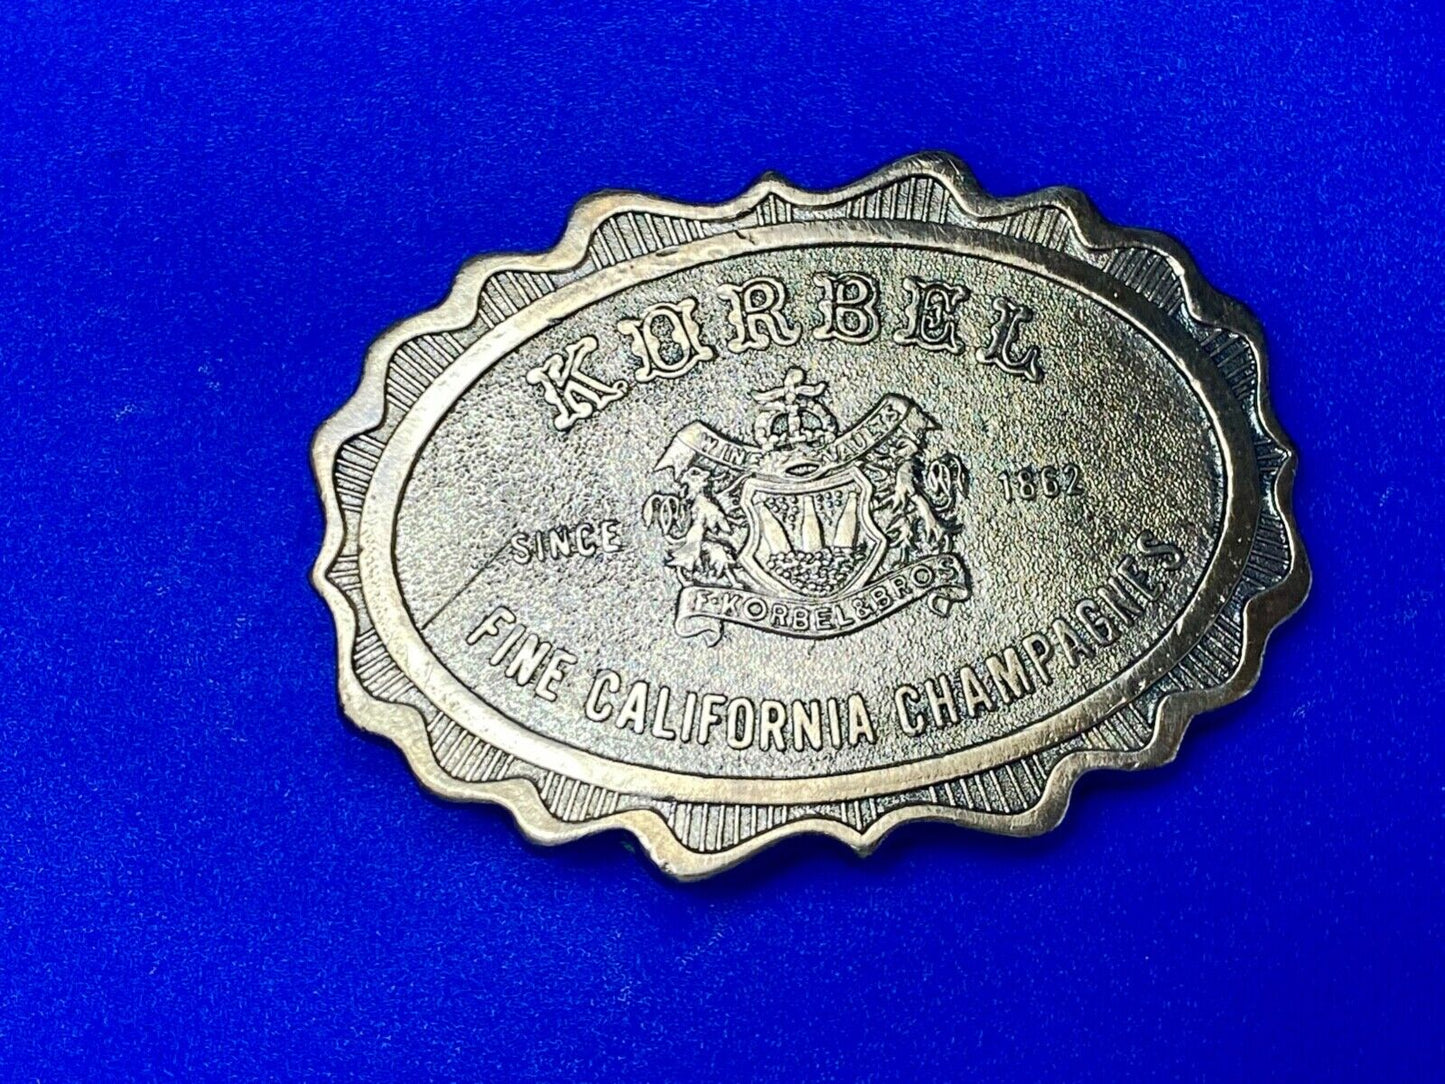 KORBEL
WINE VAULTS
SINCE 1862
F. KORBEL & BROS
FINE CALIFORNIA CHAMPAGNES